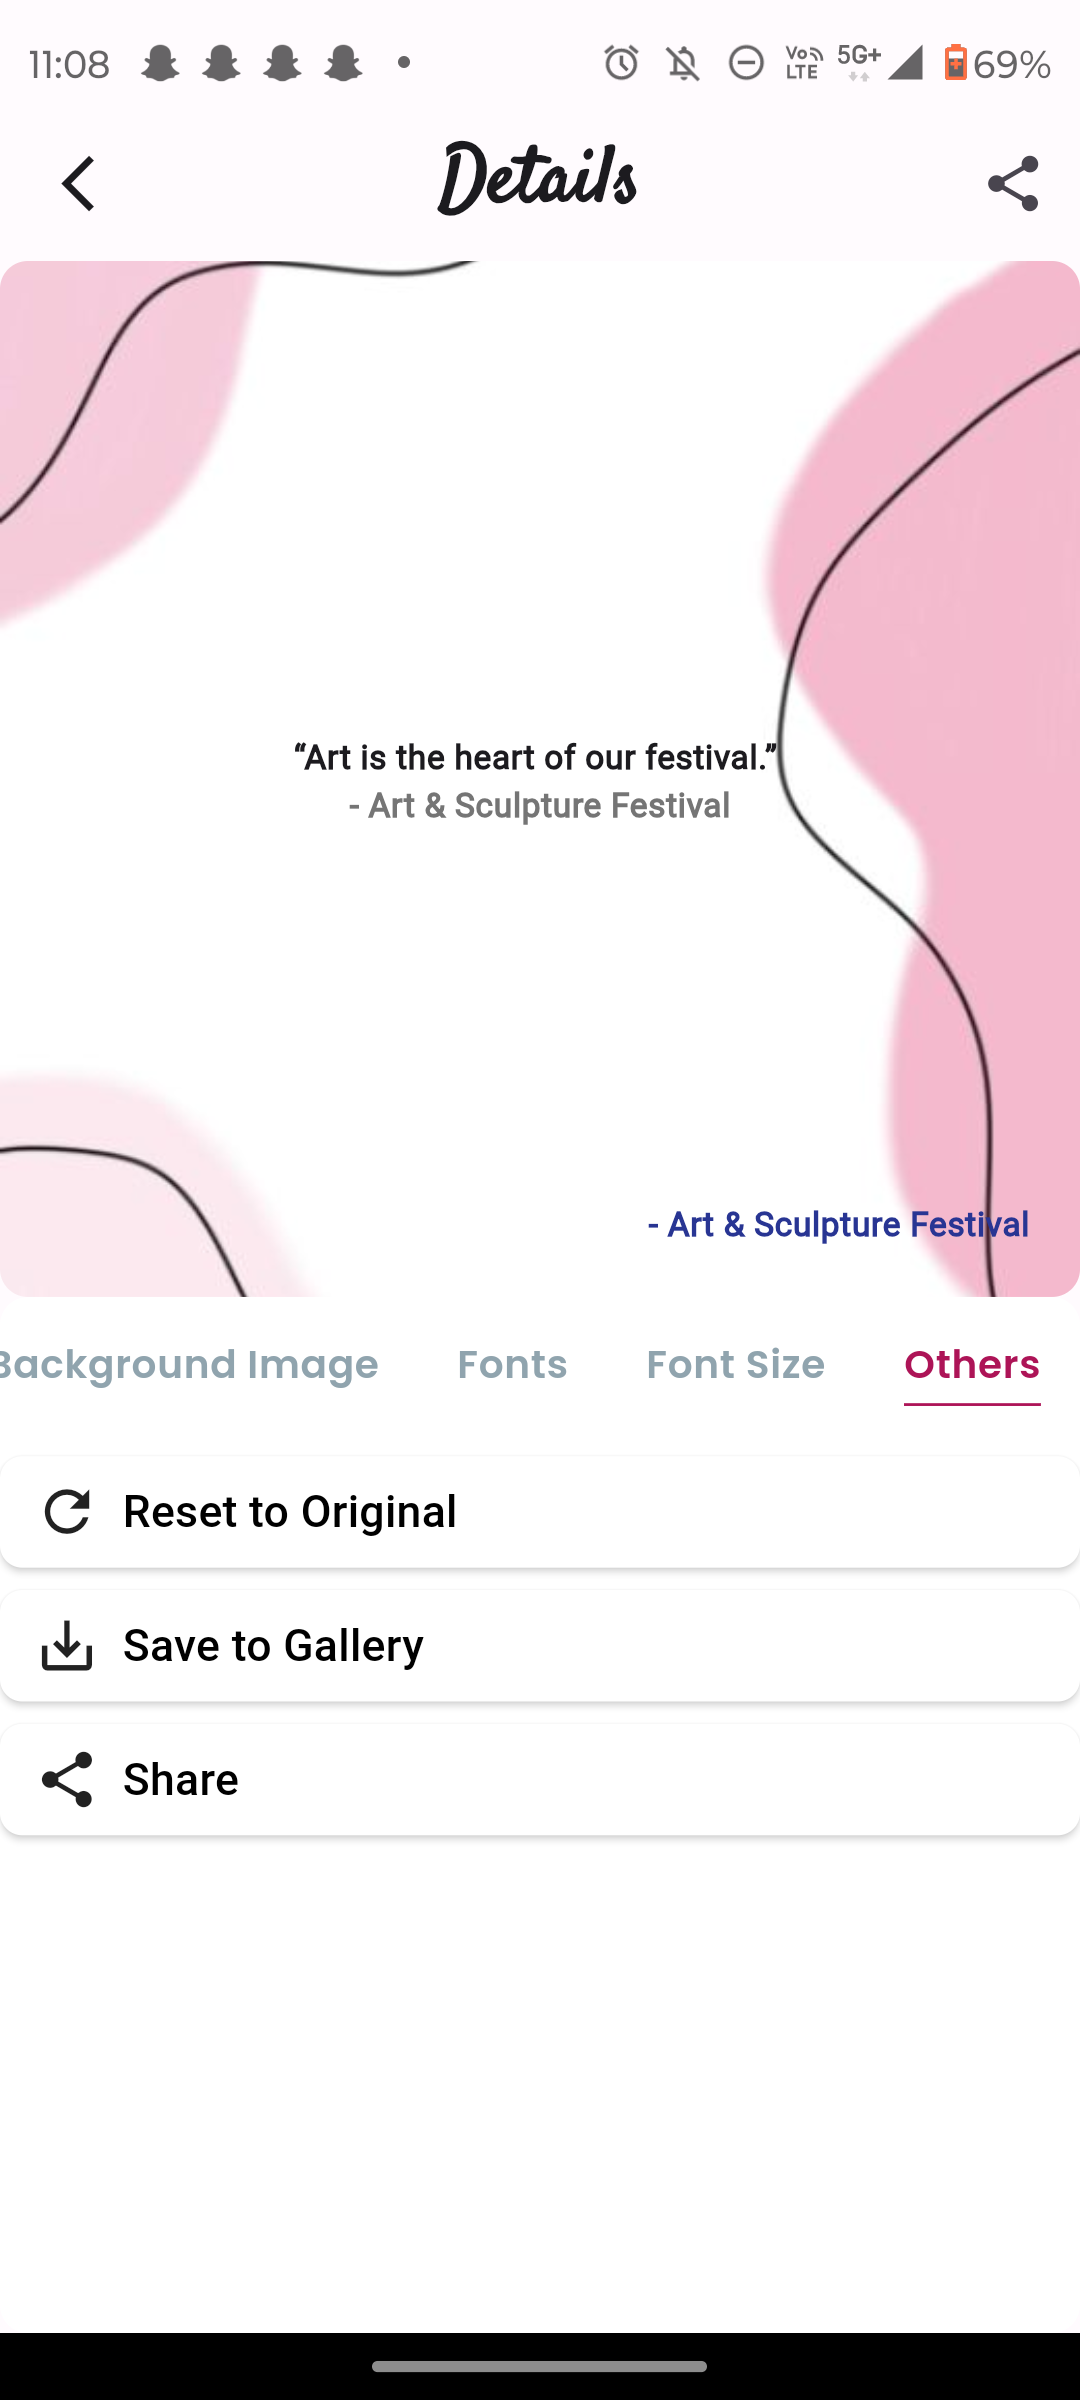 11:08
Vo LTE 5G+ 69%
Details
“Art is the heart of our festival.”
- Art & Sculpture Festival
- Art & Sculpture Festival
Background Image Fonts Font Size Others
Reset to Original
Save to Gallery
Share